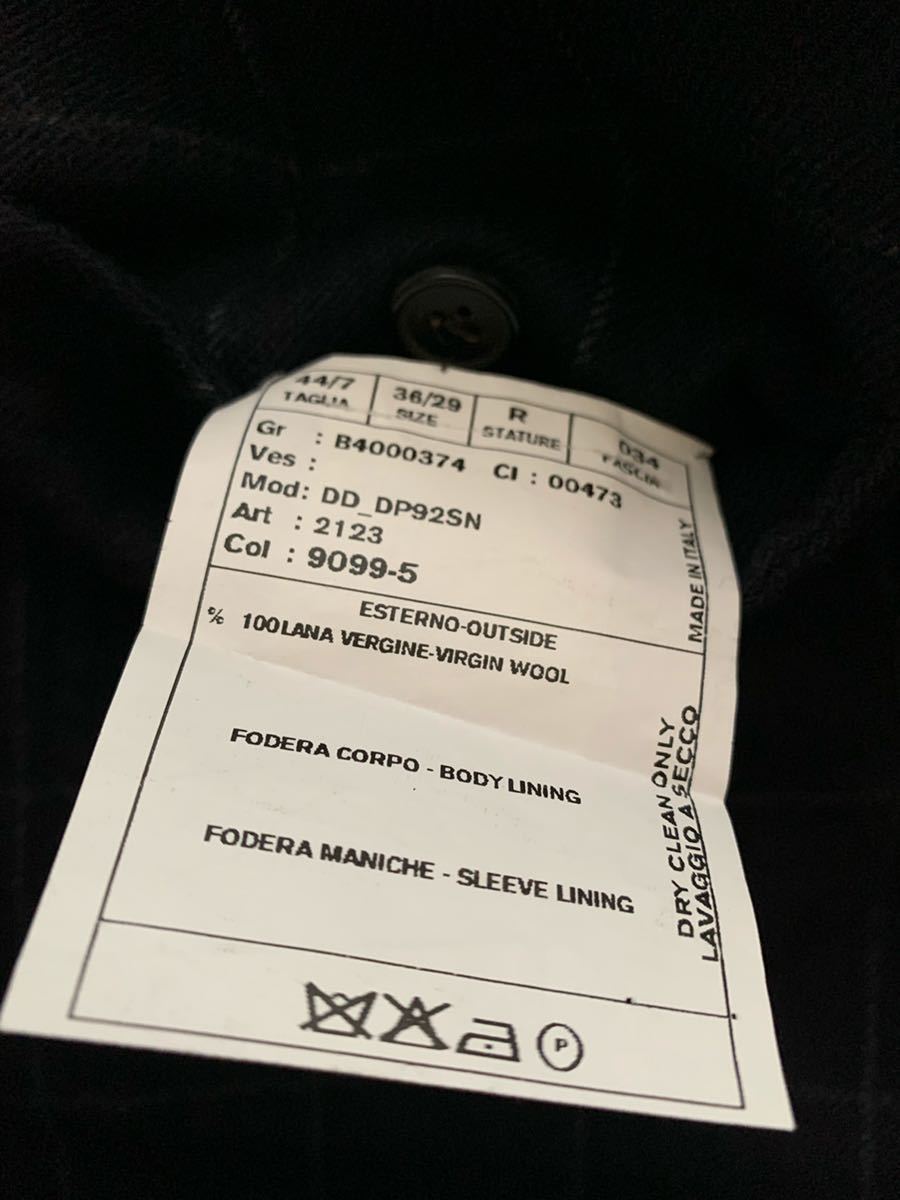 44/7 36/29 R 034
TAGLIA SIZE STATURE FASCIA
Gr : B4000374 CI : 00473
Ves :
Mod: DD_DP92SN
Art : 2123
Col : 9099-5
MADE IN ITALY
ESTERNO-OUTSIDE
% 100LANA VERGINE-VIRGIN WOOL
FODERA CORPO - BODY LINING
FODERA MANICHE - SLEEVE LINING
DRY CLEAN ONLY
LAVAGGIO A SECCO
P